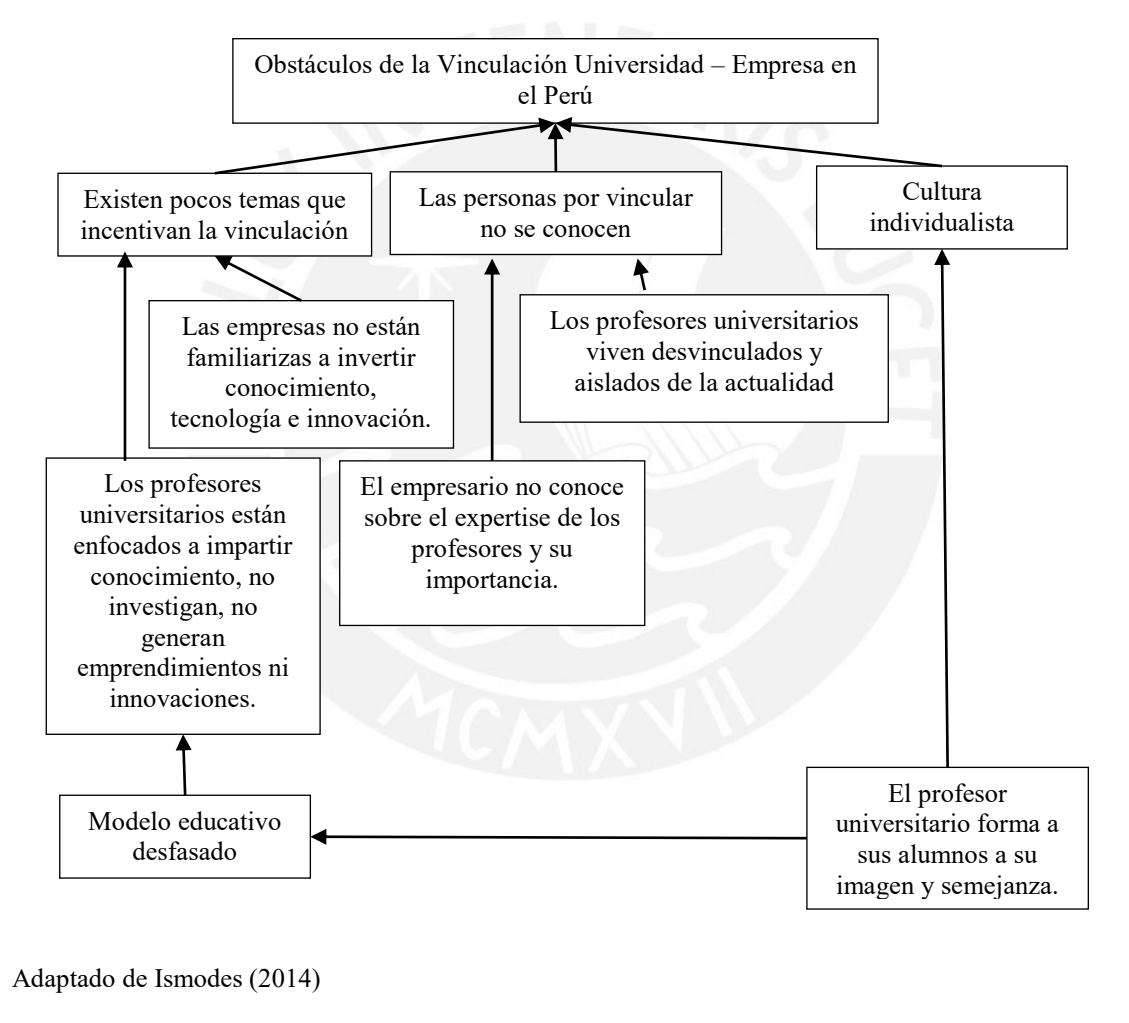 Obstáculos de la Vinculación Universidad – Empresa en
el Perú
Existen pocos temas que
incentivan la vinculación
Las personas por vincular
no se conocen
Cultura
individualista
Las empresas no están
familiarizas a invertir
conocimiento,
tecnología e innovación.
Los profesores universitarios
viven desvinculados y
aislados de la actualidad
Los profesores
universitarios están
enfocados a impartir
conocimiento, no
investigan, no
generan
emprendimientos ni
innovaciones.
El empresario no conoce
sobre el expertise de los
profesores y su
importancia.
Modelo educativo
desfasado
El profesor
universitario forma a
sus alumnos a su
imagen y semejanza.
MCMXVII
Adaptado de Ismodes (2014)